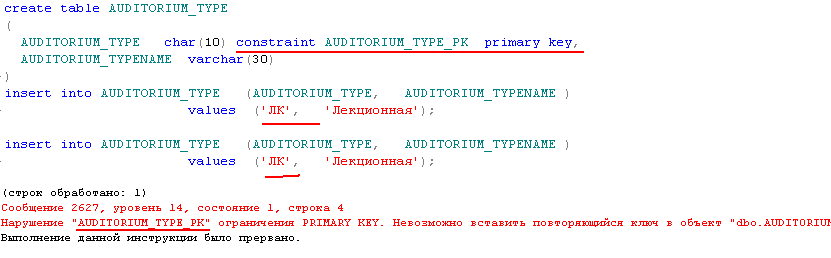 create table AUDITORIUM_TYPE
(
AUDITORIUM_TYPE char(10) constraint AUDITORIUM_TYPE_PK primary key,
AUDITORIUM_TYPENAME varchar(30)
)
insert into AUDITORIUM_TYPE (AUDITORIUM_TYPE, AUDITORIUM_TYPENAME )
values ('ЛК', 'Лекционная');
insert into AUDITORIUM_TYPE (AUDITORIUM_TYPE, AUDITORIUM_TYPENAME )
values ('ЛК', 'Лекционная');
(строк обработано: 1)
Сообщение 2627, уровень 14, состояние 1, строка 4
Нарушение "AUDITORIUM_TYPE_PK" ограничения PRIMARY KEY. Невозможно вставить повторяющийся ключ в объект "dbo.AUDITORIUM
Выполнение данной инструкции было прервано.